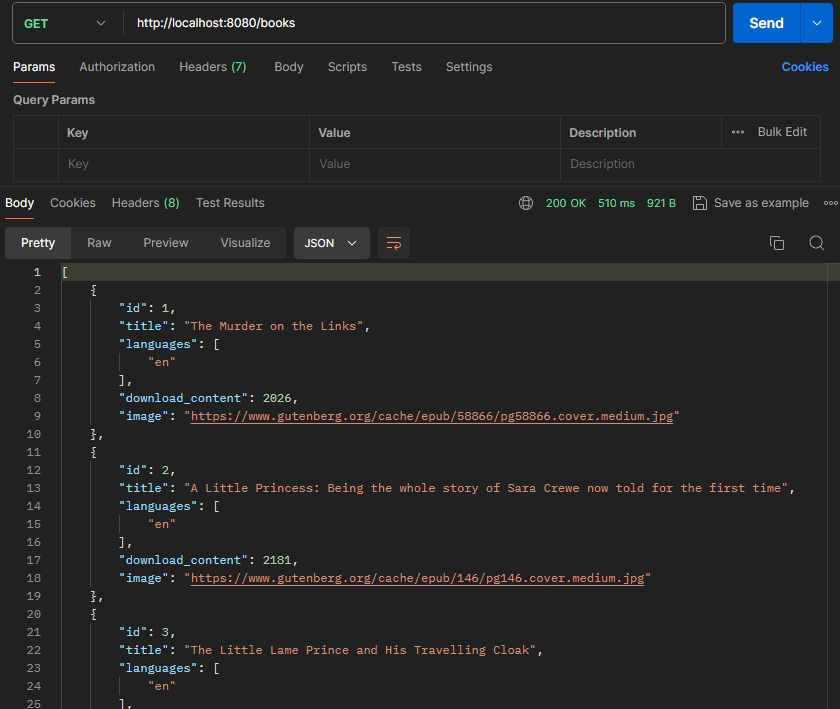 GET http://localhost:8080/books Send
Params Authorization Headers (7) Body Scripts Tests Settings Cookies
Query Params
Key Value Description ••• Bulk Edit
Key Value Description
Body Cookies Headers (8) Test Results 200 OK 510 ms 921 B Save as example •••
Pretty Raw Preview Visualize JSON
1 [
2 {
3 "id": 1,
4 "title": "The Murder on the Links",
5 "languages": [
6 "en"
7 ],
8 "download_content": 2026,
9 "image": "https://www.gutenberg.org/cache/epub/58866/pg58866.cover.medium.jpg"
10 },
11 {
12 "id": 2,
13 "title": "A Little Princess: Being the whole story of Sara Crewe now told for the first time",
14 "languages": [
15 "en"
16 ],
17 "download_content": 2181,
18 "image": "https://www.gutenberg.org/cache/epub/146/pg146.cover.medium.jpg"
19 },
20 {
21 "id": 3,
22 "title": "The Little Lame Prince and His Travelling Cloak",
23 "languages": [
24 "en"
25 ],